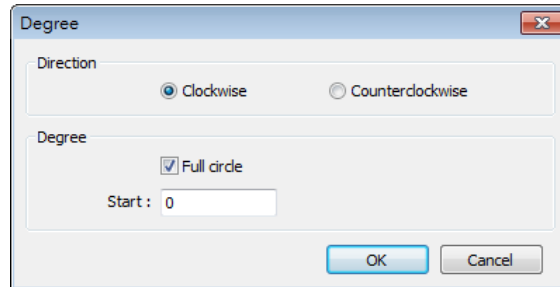 Degree
Direction
Clockwise
Counterclockwise
Degree
Full circle
Start : 0
OK
Cancel